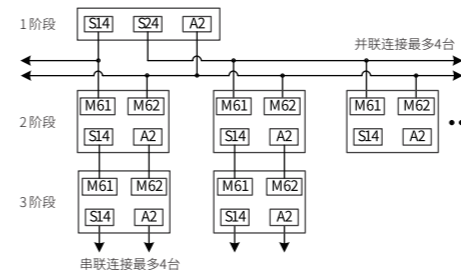 1阶段 S14 S24 A2
并联连接最多4台
M61 M62 M61 M62 M61 M62
2阶段 S14 A2 S14 A2 S14 A2
M61 M62 M61 M62
3阶段 S14 A2 S14 A2
串联连接最多4台